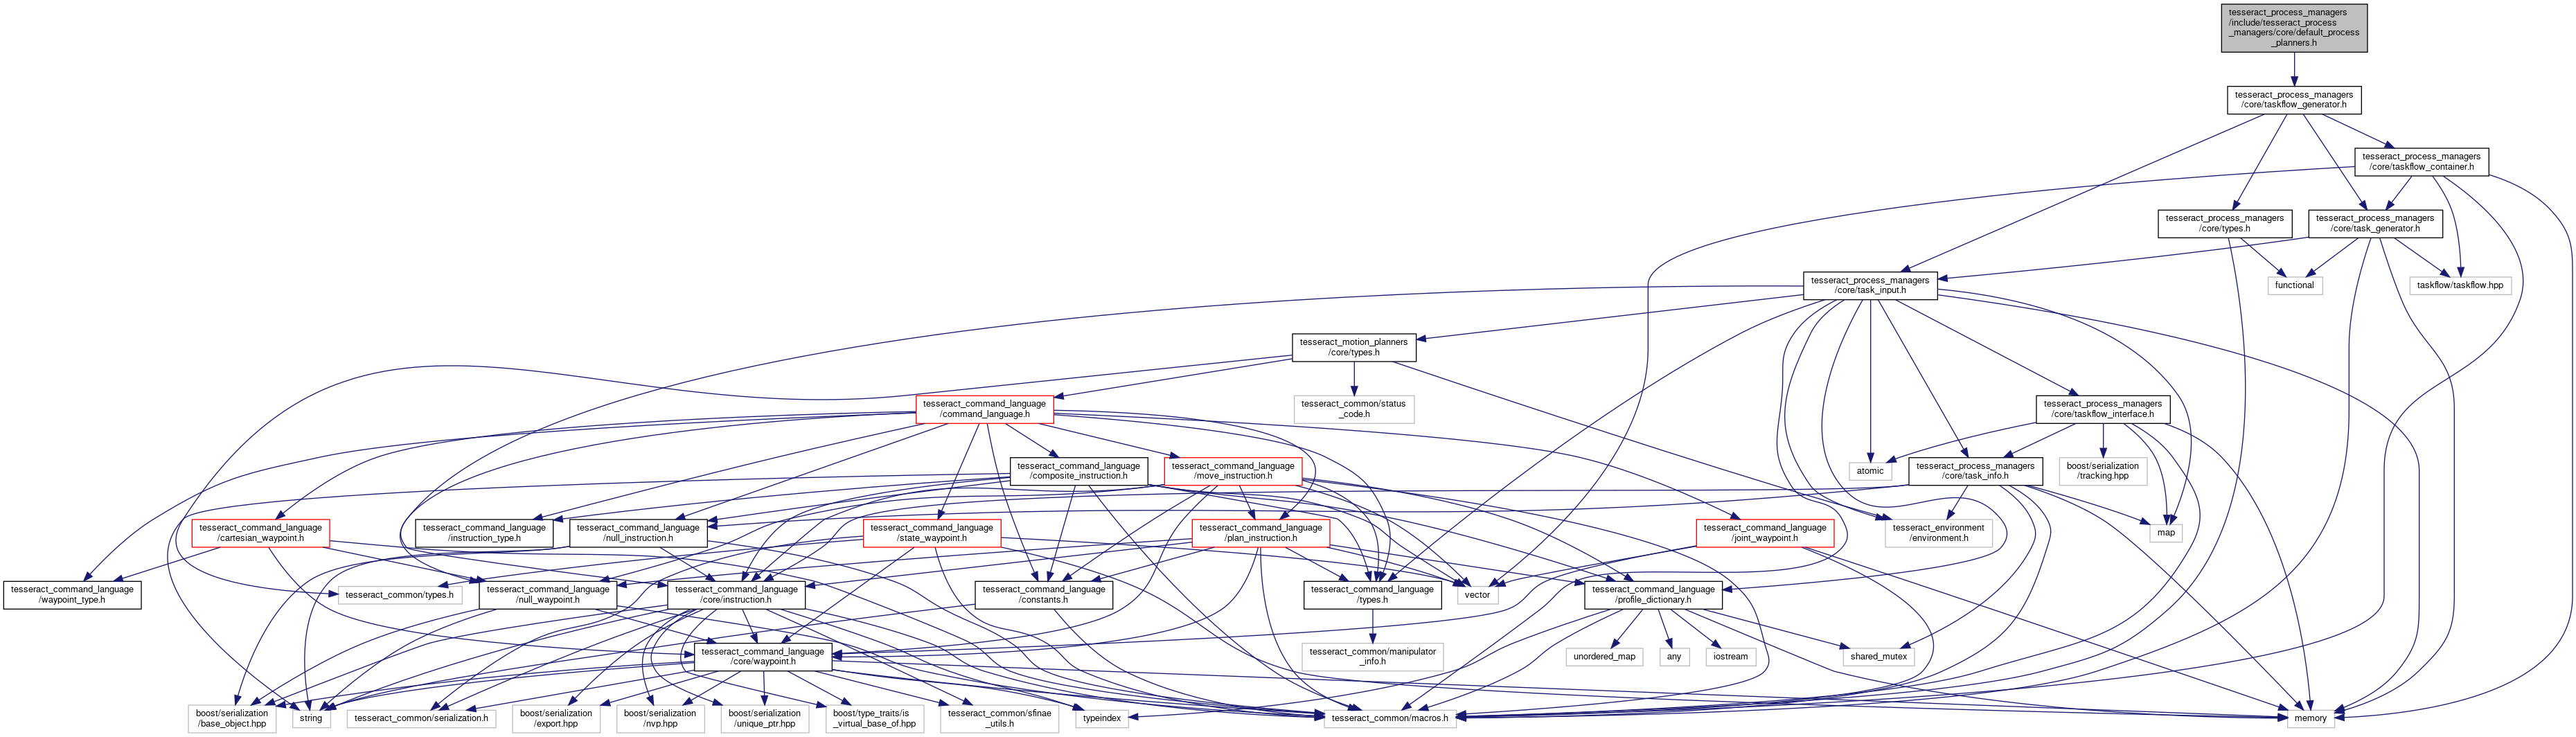 tesseract_process_managers
/include/tesseract_process
_managers/core/default_process
_planners.h
tesseract_process_managers
/core/taskflow_generator.h
tesseract_process_managers
/core/taskflow_container.h
tesseract_process_managers
/core/types.h
tesseract_process_managers
/core/task_generator.h
tesseract_process_managers
/core/task_input.h
functional
taskflow/taskflow.hpp
tesseract_motion_planners
/core/types.h
tesseract_command_language
/command_language.h
tesseract_common/status
_code.h
tesseract_process_managers
/core/taskflow_interface.h
tesseract_command_language
/composite_instruction.h
tesseract_command_language
/move_instruction.h
atomic
tesseract_process_managers
/core/task_info.h
boost/serialization
/tracking.hpp
tesseract_command_language
/cartesian_waypoint.h
tesseract_command_language
/instruction_type.h
tesseract_command_language
/null_instruction.h
tesseract_command_language
/state_waypoint.h
tesseract_command_language
/plan_instruction.h
tesseract_command_language
/joint_waypoint.h
tesseract_environment
/environment.h
map
tesseract_command_language
/waypoint_type.h
tesseract_common/types.h
tesseract_command_language
/null_waypoint.h
tesseract_command_language
/core/instruction.h
tesseract_command_language
/constants.h
tesseract_command_language
/types.h
vector
tesseract_command_language
/profile_dictionary.h
tesseract_command_language
/core/waypoint.h
tesseract_common/manipulator
_info.h
unordered_map
any
iostream
shared_mutex
boost/serialization
/base_object.hpp
string
tesseract_common/serialization.h
boost/serialization
/export.hpp
boost/serialization
/nvp.hpp
boost/serialization
/unique_ptr.hpp
boost/type_traits/is
_virtual_base_of.hpp
tesseract_common/sfinae
_utils.h
typeindex
tesseract_common/macros.h
memory